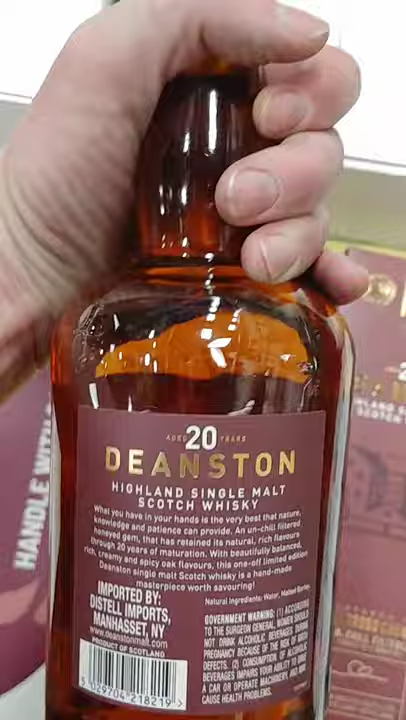 AGED 20 YEARS
DEANSTON
HIGHLAND SINGLE MALT
SCOTCH WHISKY
What you have in your hands is the very best that nature,
knowledge and patience can provide. An un-chill filtered
honeyed gem, that has retained its natural, rich flavours
through 20 years of maturation. With beautifully balanced,
rich, creamy and spicy oak flavours, this one-off limited edition
Deanston single malt Scotch whisky is a hand-made
masterpiece worth savouring!
Natural Ingredients: Water, Malted Barley.
IMPORTED BY:
DISTELL IMPORTS,
MANHASSET, NY
www.deanstonmalt.com
PRODUCT OF SCOTLAND
5 029704 218219 >
GOVERNMENT WARNING: (1) ACCORDING
TO THE SURGEON GENERAL, WOMEN SHOULD
NOT DRINK ALCOHOLIC BEVERAGES DURING
PREGNANCY BECAUSE OF THE RISK OF BIRTH
DEFECTS. (2) CONSUMPTION OF ALCOHOLIC
BEVERAGES IMPAIRS YOUR ABILITY TO DRIVE
A CAR OR OPERATE MACHINERY, AND MAY
CAUSE HEALTH PROBLEMS.
HANDLE WITH